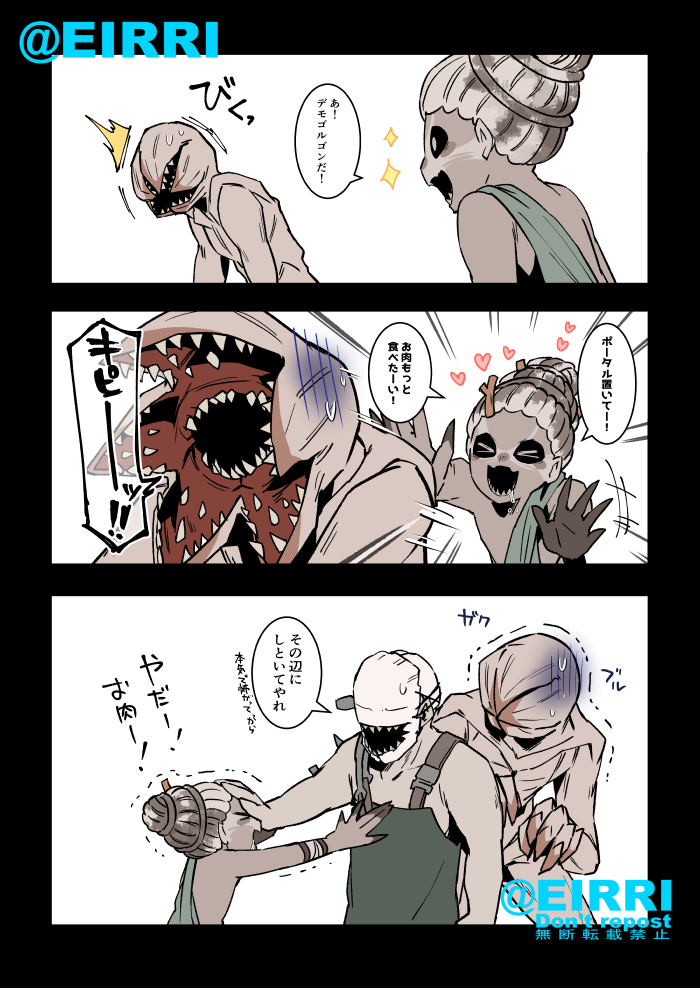 @EIRRI
あ!
デモゴルゴンだ!
びくっ
ポータル置いてー!
お肉もっと
食べたーい!
キピーーッ!!
ガク
ブル
その辺に
しといてやれ
本気で怖がってから
やだー!
お肉ー!
@EIRRI
Don't repost
無断転載禁止